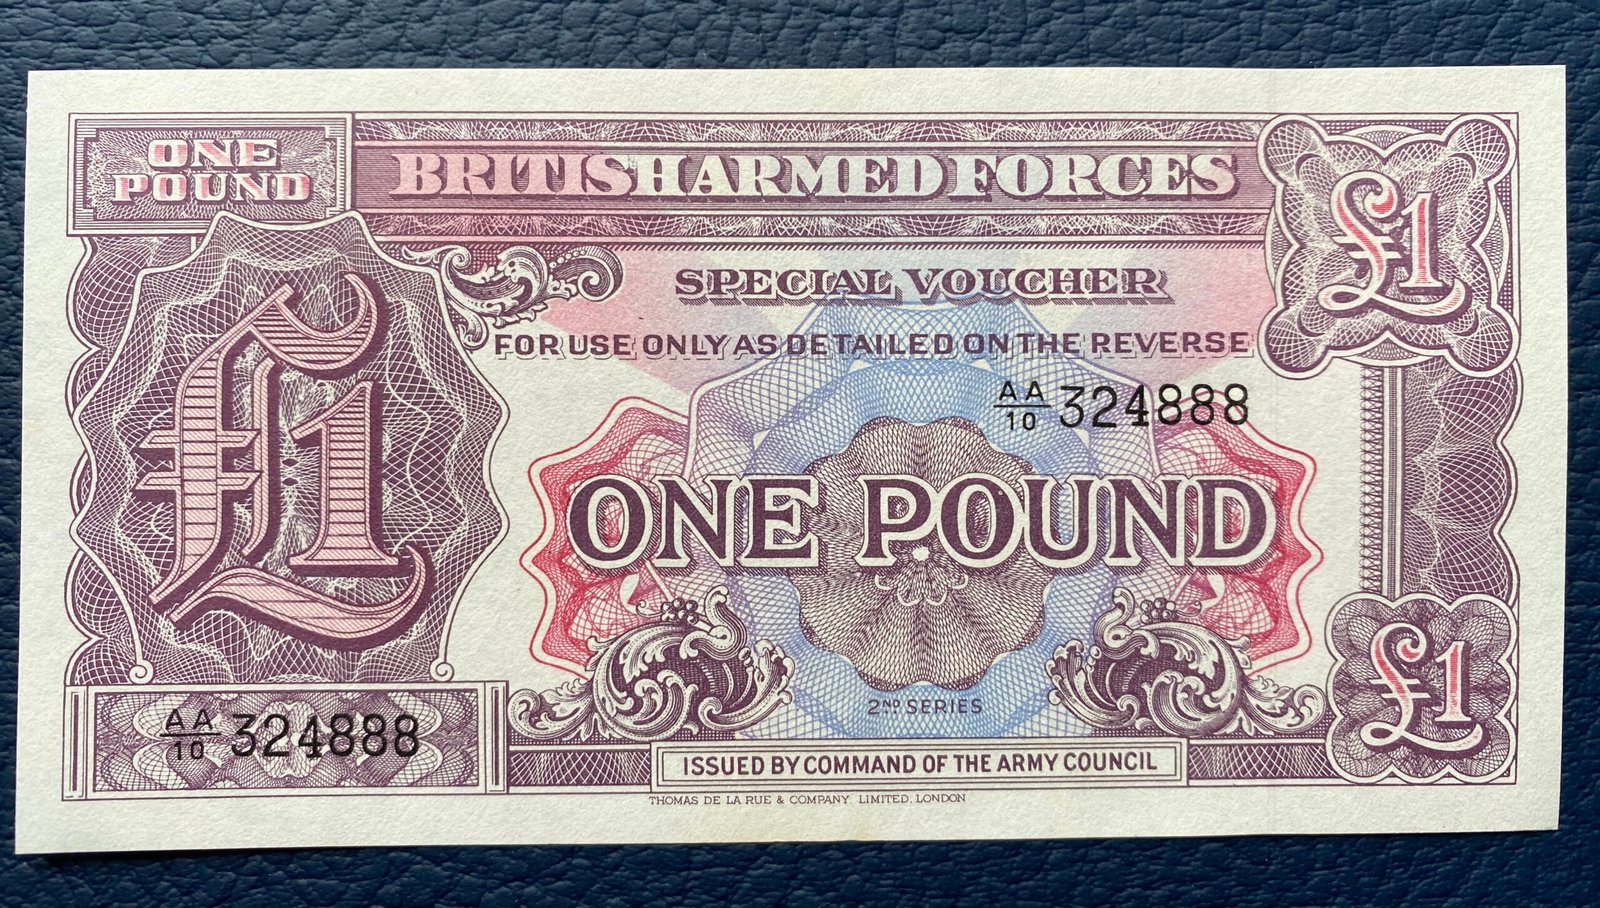 ONE
POUND
BRITISH ARMED FORCES
£1
SPECIAL VOUCHER
FOR USE ONLY AS DETAILED ON THE REVERSE
AA/10 324888
£1
ONE POUND
2ND SERIES
£1
AA/10 324888
ISSUED BY COMMAND OF THE ARMY COUNCIL
THOMAS DE LA RUE & COMPANY, LIMITED, LONDON